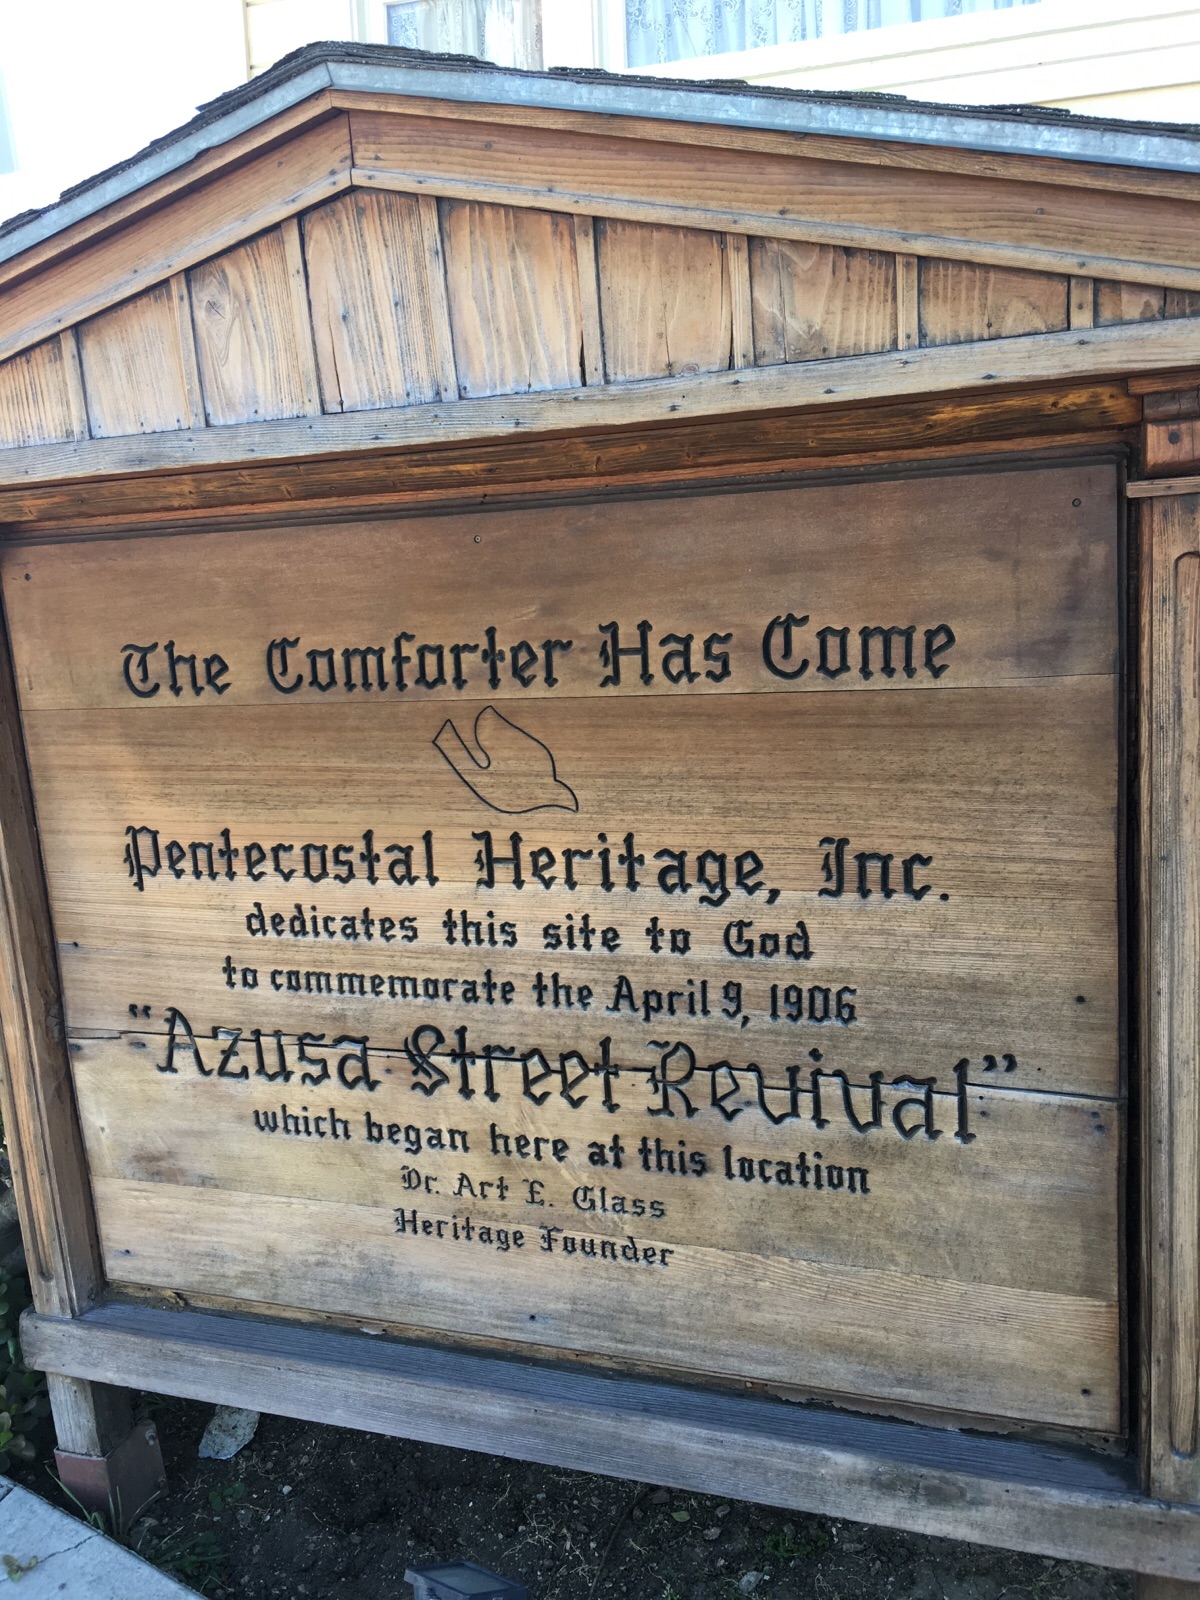 The Comforter Has Come
Pentecostal Heritage, Inc.
dedicates this site to God
to commemorate the April 9, 1906
“Azusa Street Revival”
which began here at this location
Dr. Art E. Glass
Heritage Founder